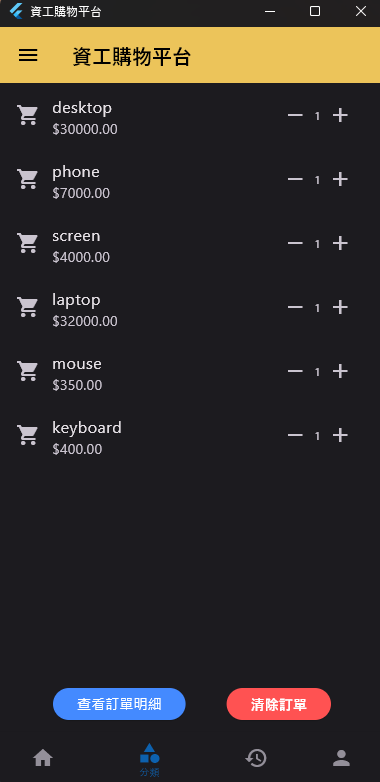 資工購物平台
資工購物平台
desktop
$30000.00
1
phone
$7000.00
1
screen
$4000.00
1
laptop
$32000.00
1
mouse
$350.00
1
keyboard
$400.00
1
查看訂單明細
清除訂單
分類